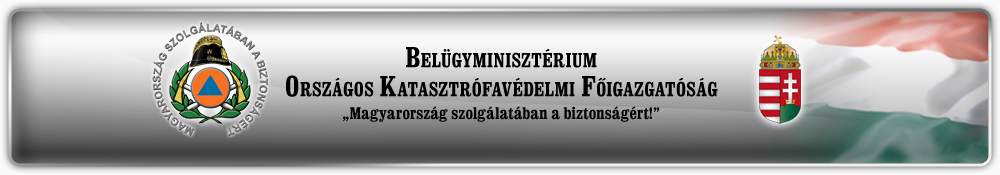 MAGYARORSZÁG SZOLGÁLATÁBAN A BIZTONSÁGÉRT
BELÜGYMINISZTÉRIUM
ORSZÁGOS KATASZTRÓFAVÉDELMI FŐIGAZGATÓSÁG
„Magyarország szolgálatában a biztonságért!”